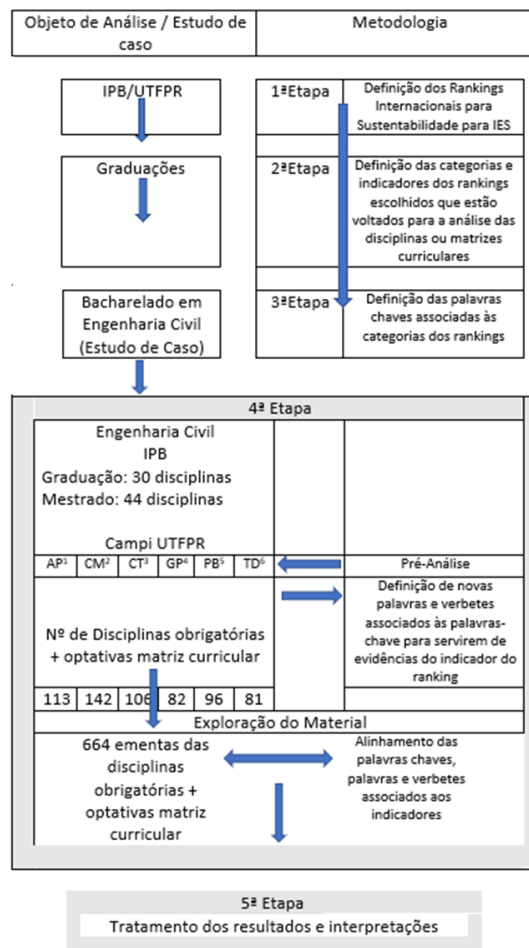 Objeto de Análise / Estudo de
caso
Metodologia
IPB/UTFPR
1ªEtapa
Definição dos Rankings
Internacionais para
Sustentabilidade para IES
Graduações
2ªEtapa
Definição das categorias e
indicadores dos rankings
escolhidos que estão
voltados para a análise das
disciplinas ou matrizes
curriculares
Bacharelado em
Engenharia Civil
(Estudo de Caso)
3ªEtapa
Definição das palavras
chaves associadas às
categorias dos rankings
4ª Etapa
Engenharia Civil
IPB
Graduação: 30 disciplinas
Mestrado: 44 disciplinas
Campi UTFPR
AP¹ CM² CT³ GP⁴ PB⁵ TD⁶
Pré-Análise
Nº de Disciplinas obrigatórias
+ optativas matriz curricular
Definição de novas
palavras e verbetes
associados às palavras-
chave para servirem de
evidências do indicador do
ranking
113 142 106 82 96 81
Exploração do Material
664 ementas das
disciplinas
obrigatórias +
optativas matriz
curricular
Alinhamento das
palavras chaves,
palavras e verbetes
associados aos
indicadores
5ª Etapa
Tratamento dos resultados e interpretações